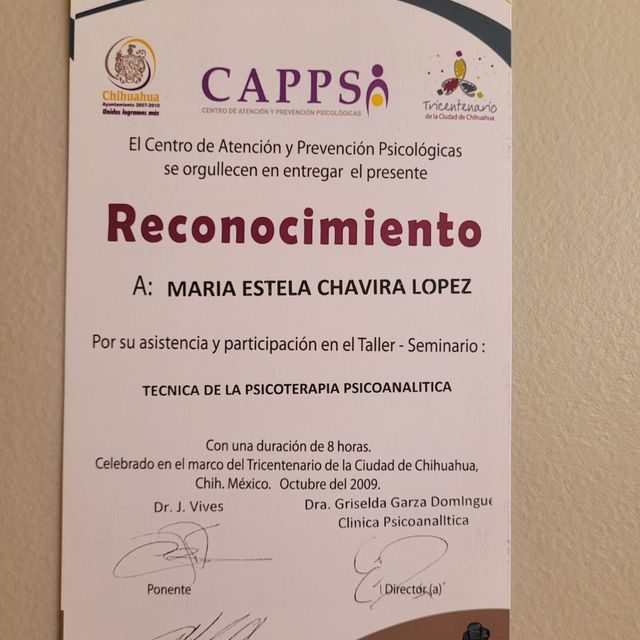 Chihuahua
Ayuntamiento 2007-2010
Unidos logramos más
CAPPSI
CENTRO DE ATENCIÓN Y PREVENCIÓN PSICOLÓGICAS
Tricentenario
de la Ciudad de Chihuahua
El Centro de Atención y Prevención Psicológicas
se orgullecen en entregar el presente
Reconocimiento
A: MARIA ESTELA CHAVIRA LOPEZ
Por su asistencia y participación en el Taller - Seminario :
TECNICA DE LA PSICOTERAPIA PSICOANALITICA
Con una duración de 8 horas.
Celebrado en el marco del Tricentenario de la Ciudad de Chihuahua,
Chih. México. Octubre del 2009.
Dr. J. Vives
Dra. Griselda Garza Domingue
Clinica Psicoanalitica
Ponente
Director (a)